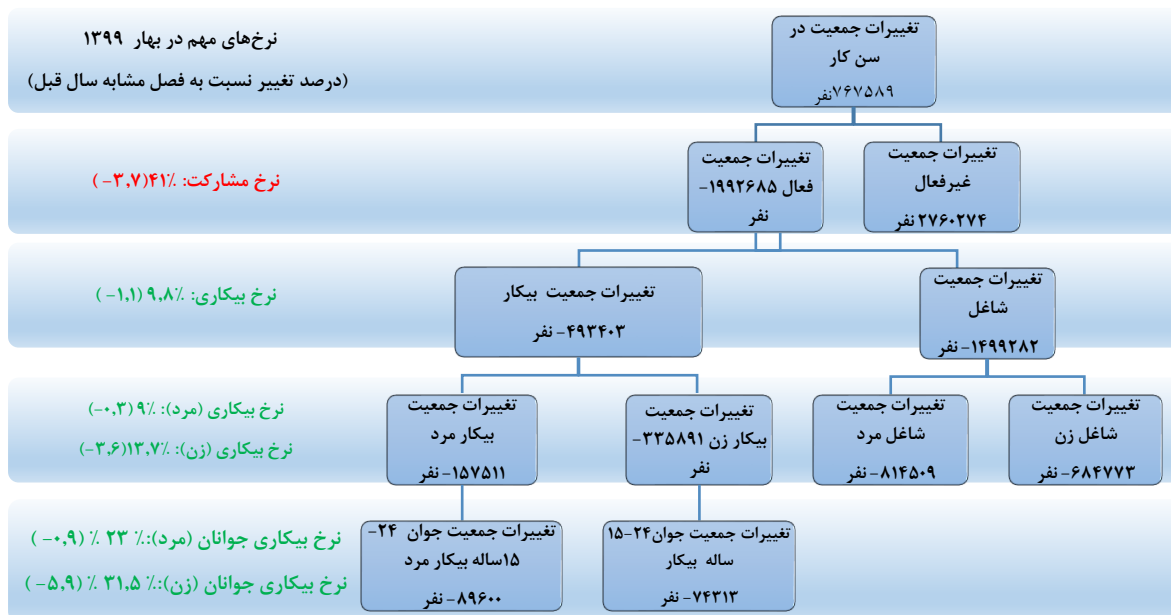 نرخ‌های مهم در بهار ۱۳۹۹
(درصد تغییر نسبت به فصل مشابه سال قبل)
تغییرات جمعیت در
سن کار
۷۶۷۵۸۹نفر
نرخ مشارکت: ۴۱٪(۳,۷-)
تغییرات جمعیت
فعال ۱۹۹۲۶۸۵-
نفر
تغییرات جمعیت
غیرفعال
۲۷۶۰۲۷۴ نفر
نرخ بیکاری: ۹,۸٪ (۱,۱-)
تغییرات جمعیت بیکار
۴۹۳۴۰۳- نفر
تغییرات جمعیت
شاغل
۱۴۹۹۲۸۲- نفر
نرخ بیکاری (مرد): ۹٪ (۰,۳-)
نرخ بیکاری (زن): ۱۳,۷٪(۳,۶-)
تغییرات جمعیت
بیکار مرد
۱۵۷۵۱۱- نفر
تغییرات جمعیت
بیکار زن ۳۳۵۸۹۱-
نفر
تغییرات جمعیت
شاغل مرد
۸۱۴۵۰۹- نفر
تغییرات جمعیت
شاغل زن
۶۸۴۷۷۳- نفر
نرخ بیکاری جوانان (مرد):٪ ۲۳ ٪ (۰,۹-)
نرخ بیکاری جوانان (زن):٪ ۳۱,۵ ٪ (۵,۹-)
تغییرات جمعیت جوان ۲۴-
۱۵ساله بیکار مرد
۸۹۶۰۰- نفر
تغییرات جمعیت جوان۲۴-۱۵
ساله بیکار
۷۴۳۱۳- نفر